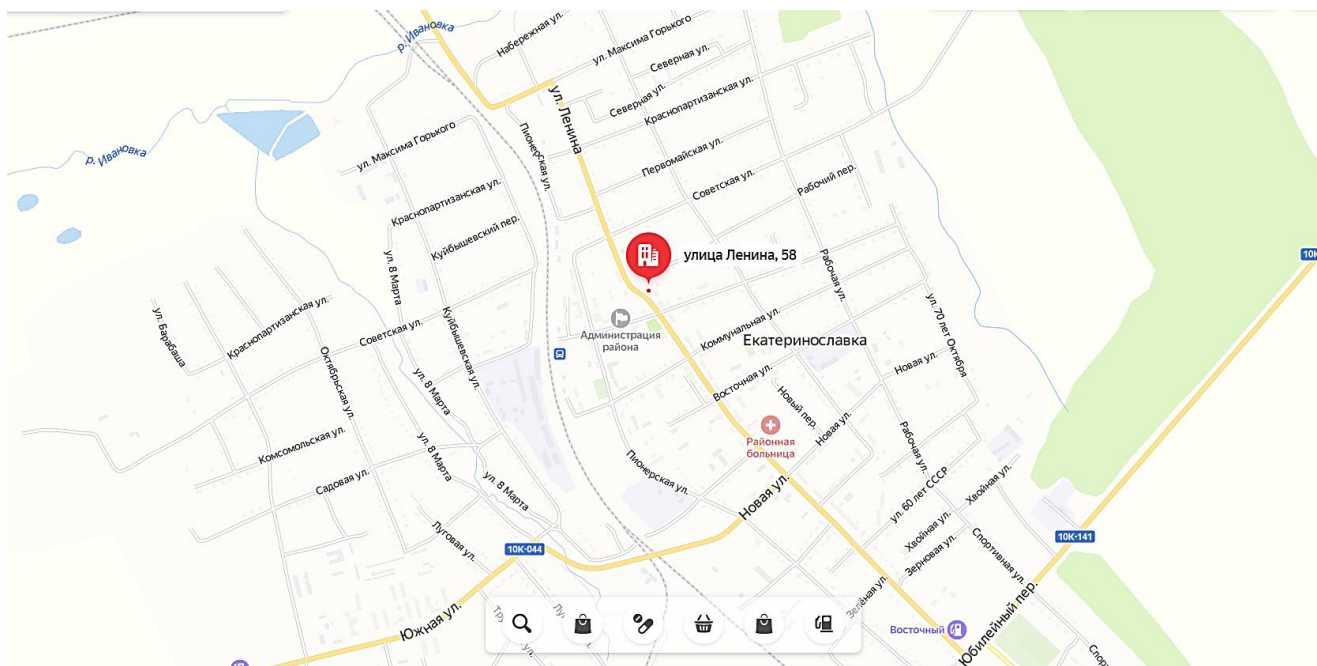 р. Ивановка
Набережная ул.
ул. Максима Горького
Северная ул.
Северная ул.
Краснопартизанская ул.
ул. Ленина
Пионерская ул.
ул. Максима Горького
р. Ивановка
Первомайская ул.
Советская ул.
Рабочий пер.
Краснопартизанская ул.
Куйбышевский пер.
ул. 8 Марта
улица Ленина, 58
Рабочая ул.
10К
ул. Барабаша
Краснопартизанская ул.
Советская ул.
Куйбышевская ул.
Администрация
района
Коммунальная ул.
Екатеринославка
ул. 70 лет Октября
Новая ул.
Октябрьская ул.
ул. 8 Марта
Восточная ул.
Новый пер.
Новая ул.
Районная
больница
Рабочая ул.
Комсомольская ул.
ул. 8 Марта
Садовая ул.
ул. 8 Марта
Пионерская ул.
Новая ул.
ул. 60 лет СССР
Хвойная ул.
Хвойная ул.
Луговая ул.
10К-044
10К-141
Зерновая ул.
Спортивная ул.
Зелёная ул.
Южная ул.
Восточный
Юбилейный пер.